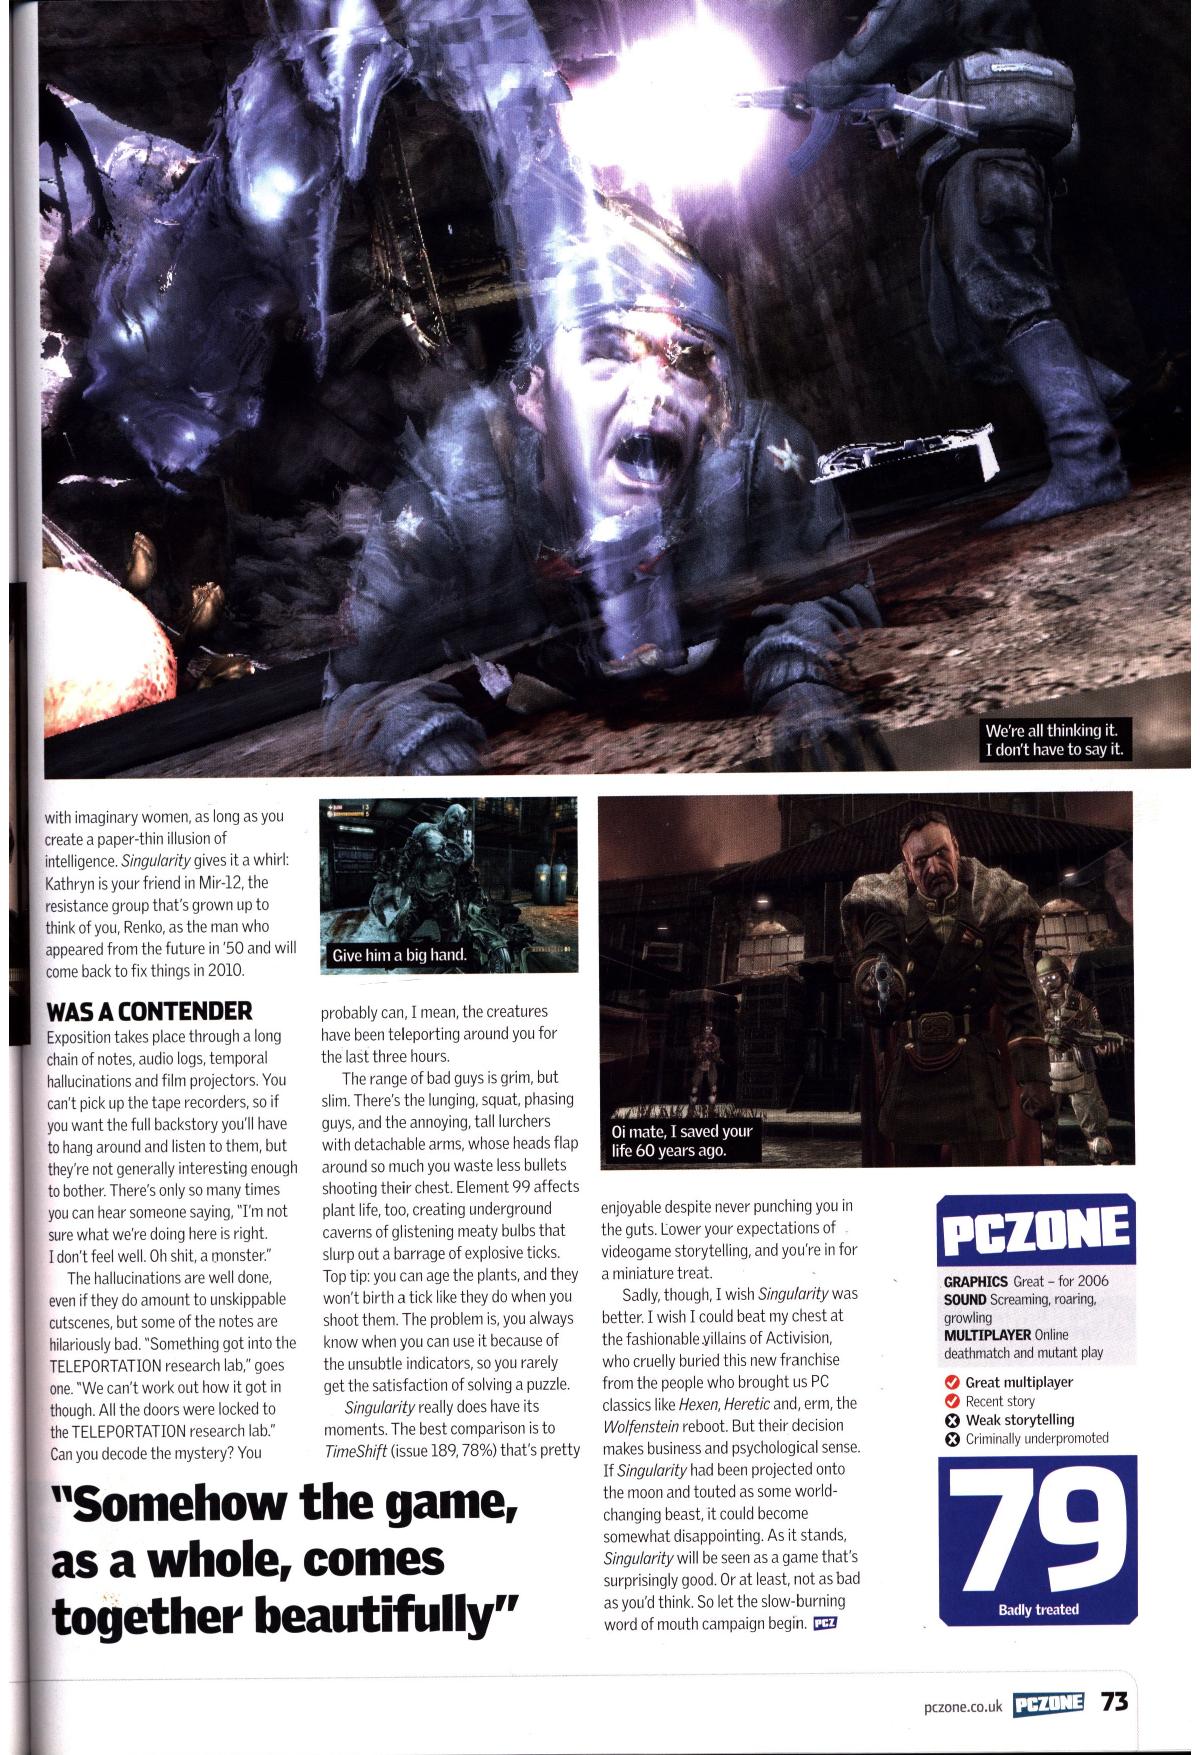 We're all thinking it.
I don't have to say it.
with imaginary women, as long as you
create a paper-thin illusion of
intelligence. Singularity gives it a whirl:
Kathryn is your friend in Mir-12, the
resistance group that's grown up to
think of you, Renko, as the man who
appeared from the future in '50 and will
come back to fix things in 2010.
WAS A CONTENDER
Exposition takes place through a long
chain of notes, audio logs, temporal
hallucinations and film projectors. You
can't pick up the tape recorders, so if
you want the full backstory you'll have
to hang around and listen to them, but
they're not generally interesting enough
to bother. There's only so many times
you can hear someone saying, "I'm not
sure what we're doing here is right.
I don't feel well. Oh shit, a monster."
The hallucinations are well done,
even if they do amount to unskippable
cutscenes, but some of the notes are
hilariously bad. "Something got into the
TELEPORTATION research lab," goes
one. "We can't work out how it got in
though. All the doors were locked to
the TELEPORTATION research lab."
Can you decode the mystery? You
Give him a big hand.
probably can, I mean, the creatures
have been teleporting around you for
the last three hours.
The range of bad guys is grim, but
slim. There's the lunging, squat, phasing
guys, and the annoying, tall lurchers
with detachable arms, whose heads flap
around so much you waste less bullets
shooting their chest. Element 99 affects
plant life, too, creating underground
caverns of glistening meaty bulbs that
slurp out a barrage of explosive ticks.
Top tip: you can age the plants, and they
won't birth a tick like they do when you
shoot them. The problem is, you always
know when you can use it because of
the unsubtle indicators, so you rarely
get the satisfaction of solving a puzzle.
Singularity really does have its
moments. The best comparison is to
TimeShift (issue 189, 78%) that's pretty
"Somehow the game,
as a whole, comes
together beautifully"
Oi mate, I saved your
life 60 years ago.
enjoyable despite never punching you in
the guts. Lower your expectations of
videogame storytelling, and you're in for
a miniature treat.
Sadly, though, I wish Singularity was
better. I wish I could beat my chest at
the fashionable villains of Activision,
who cruelly buried this new franchise
from the people who brought us PC
classics like Hexen, Heretic and, erm, the
Wolfenstein reboot. But their decision
makes business and psychological sense.
If Singularity had been projected onto
the moon and touted as some world-
changing beast, it could become
somewhat disappointing. As it stands,
Singularity will be seen as a game that's
surprisingly good. Or at least, not as bad
as you'd think. So let the slow-burning
word of mouth campaign begin. PCZ
PCZONE
GRAPHICS Great – for 2006
SOUND Screaming, roaring,
growling
MULTIPLAYER Online
deathmatch and mutant play
Great multiplayer
Recent story
Weak storytelling
Criminally underpromoted
79
Badly treated
pczone.co.uk PCZONE 73